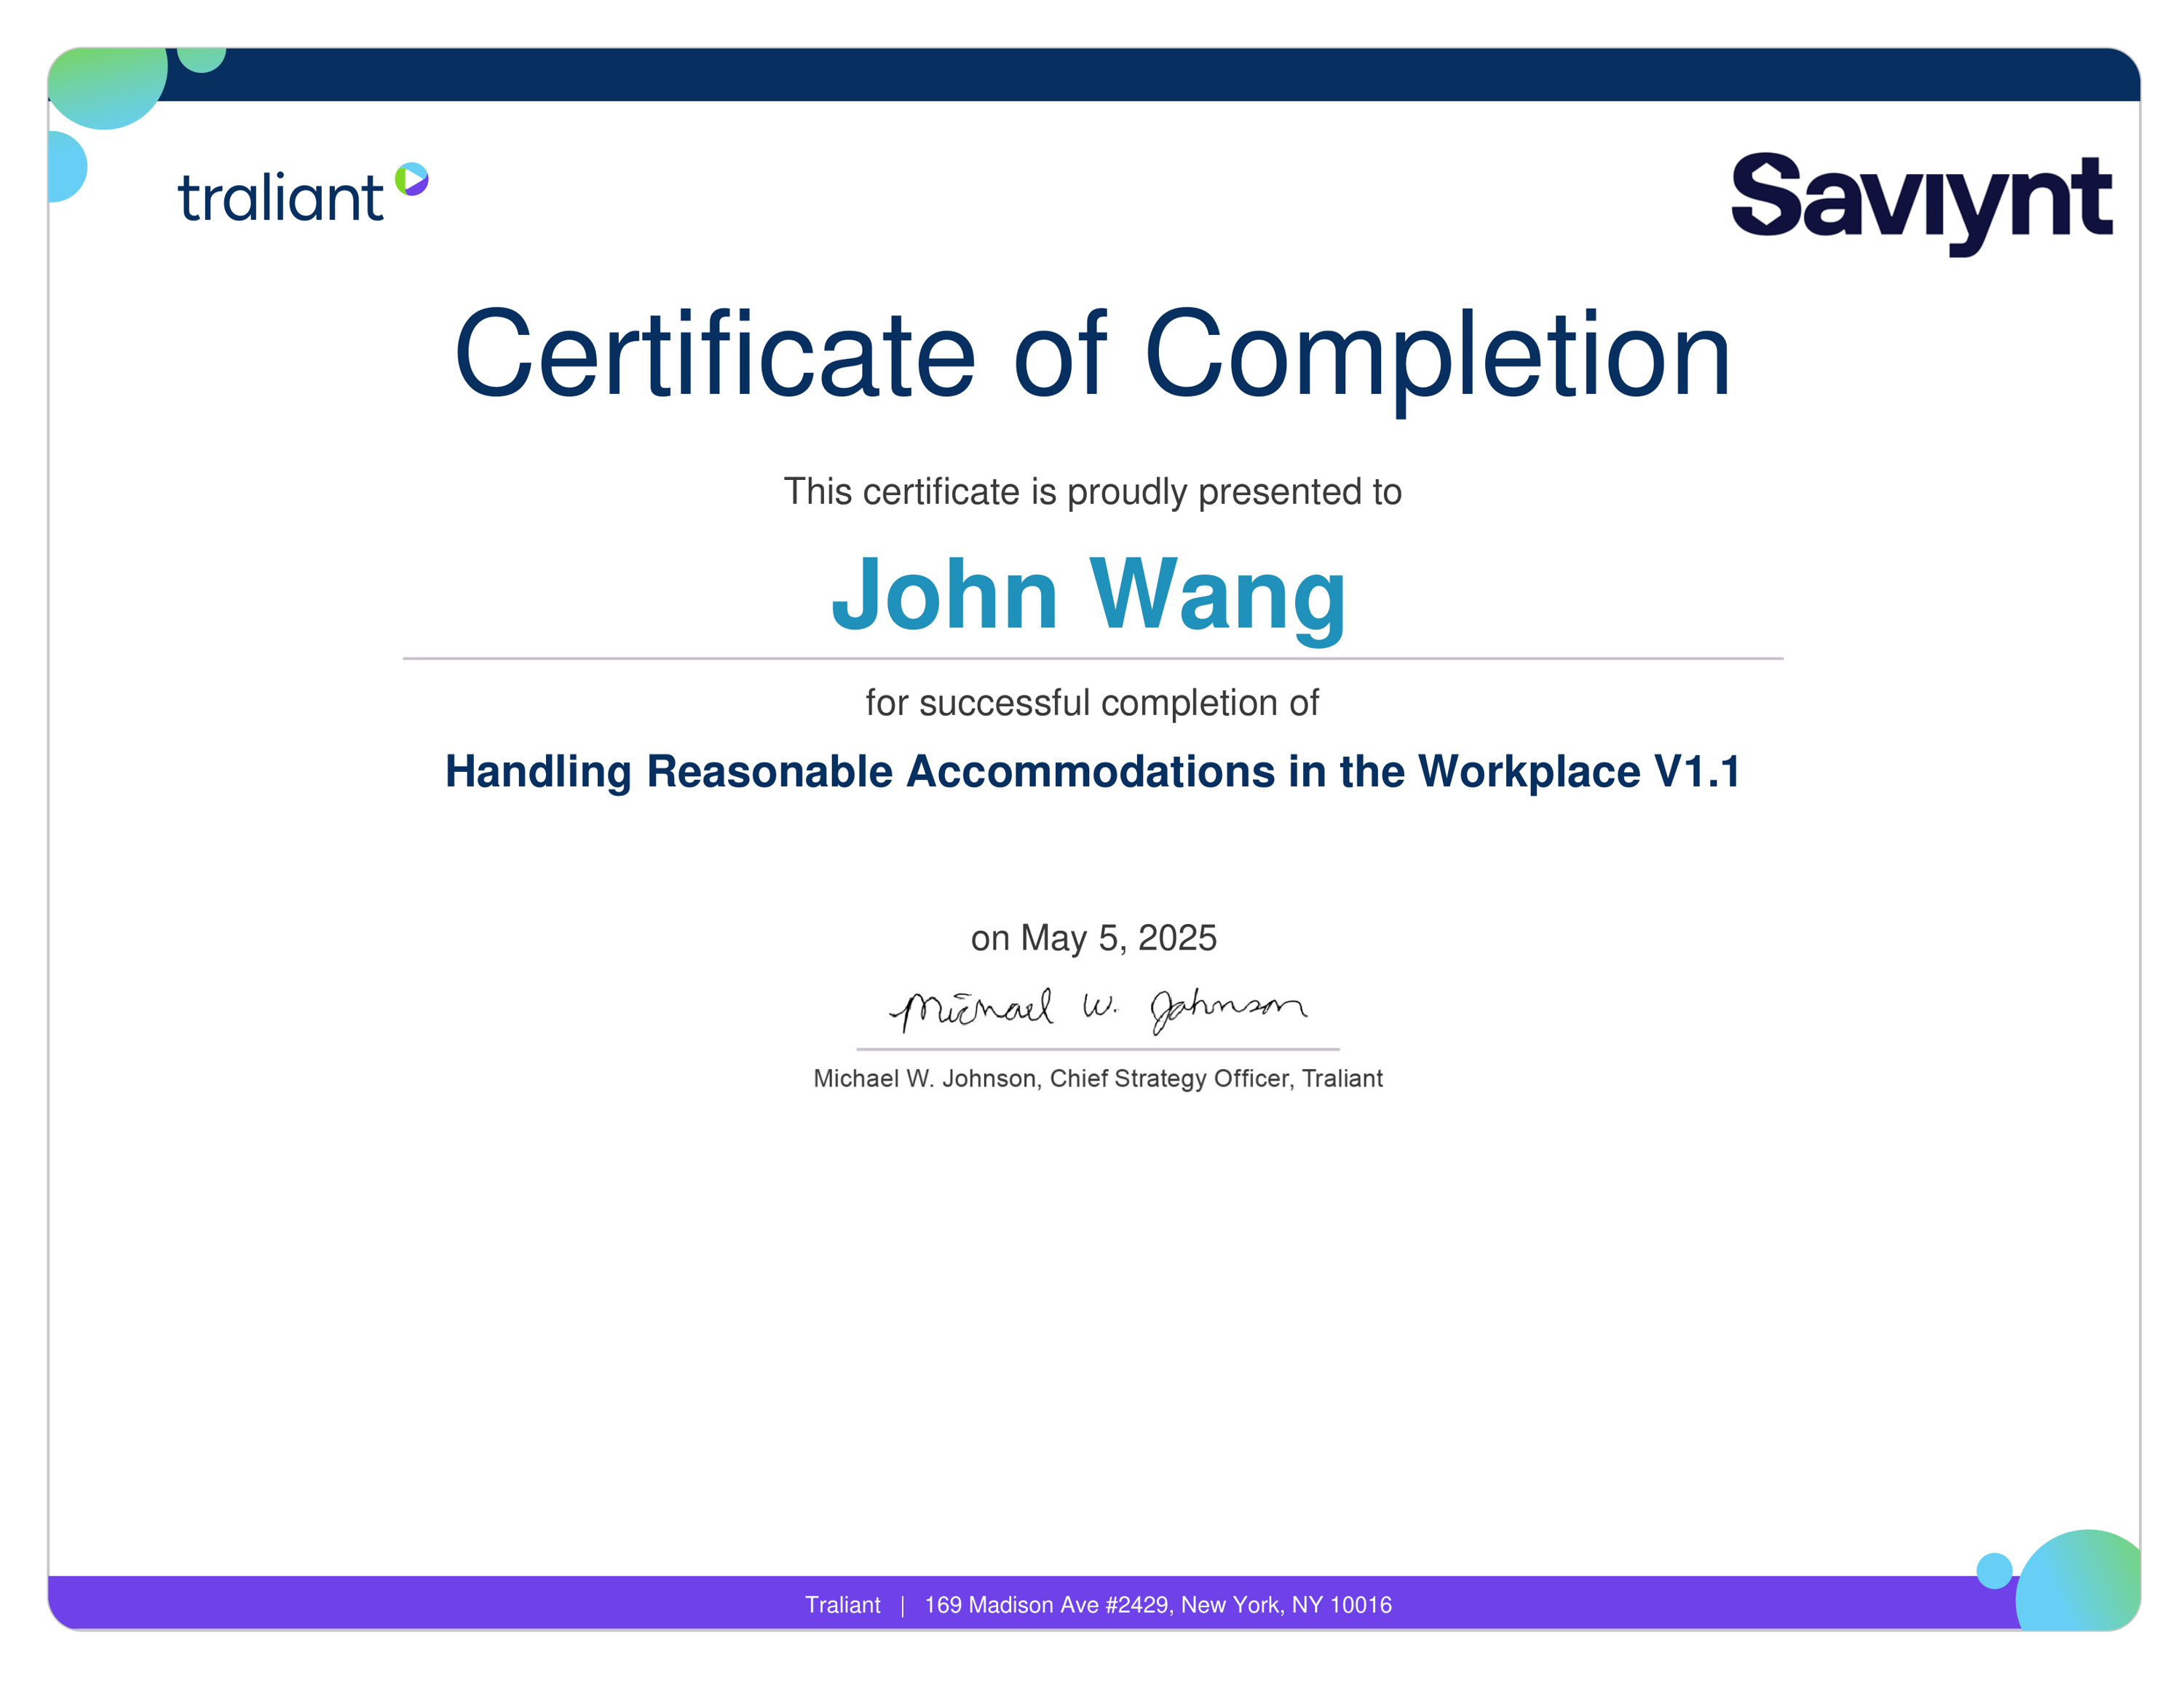 traliant
Saviynt
Certificate of Completion
This certificate is proudly presented to
John Wang
for successful completion of
Handling Reasonable Accommodations in the Workplace V1.1
on May 5, 2025
Michael W. Johnson
Michael W. Johnson, Chief Strategy Officer, Traliant
Traliant | 169 Madison Ave #2429, New York, NY 10016